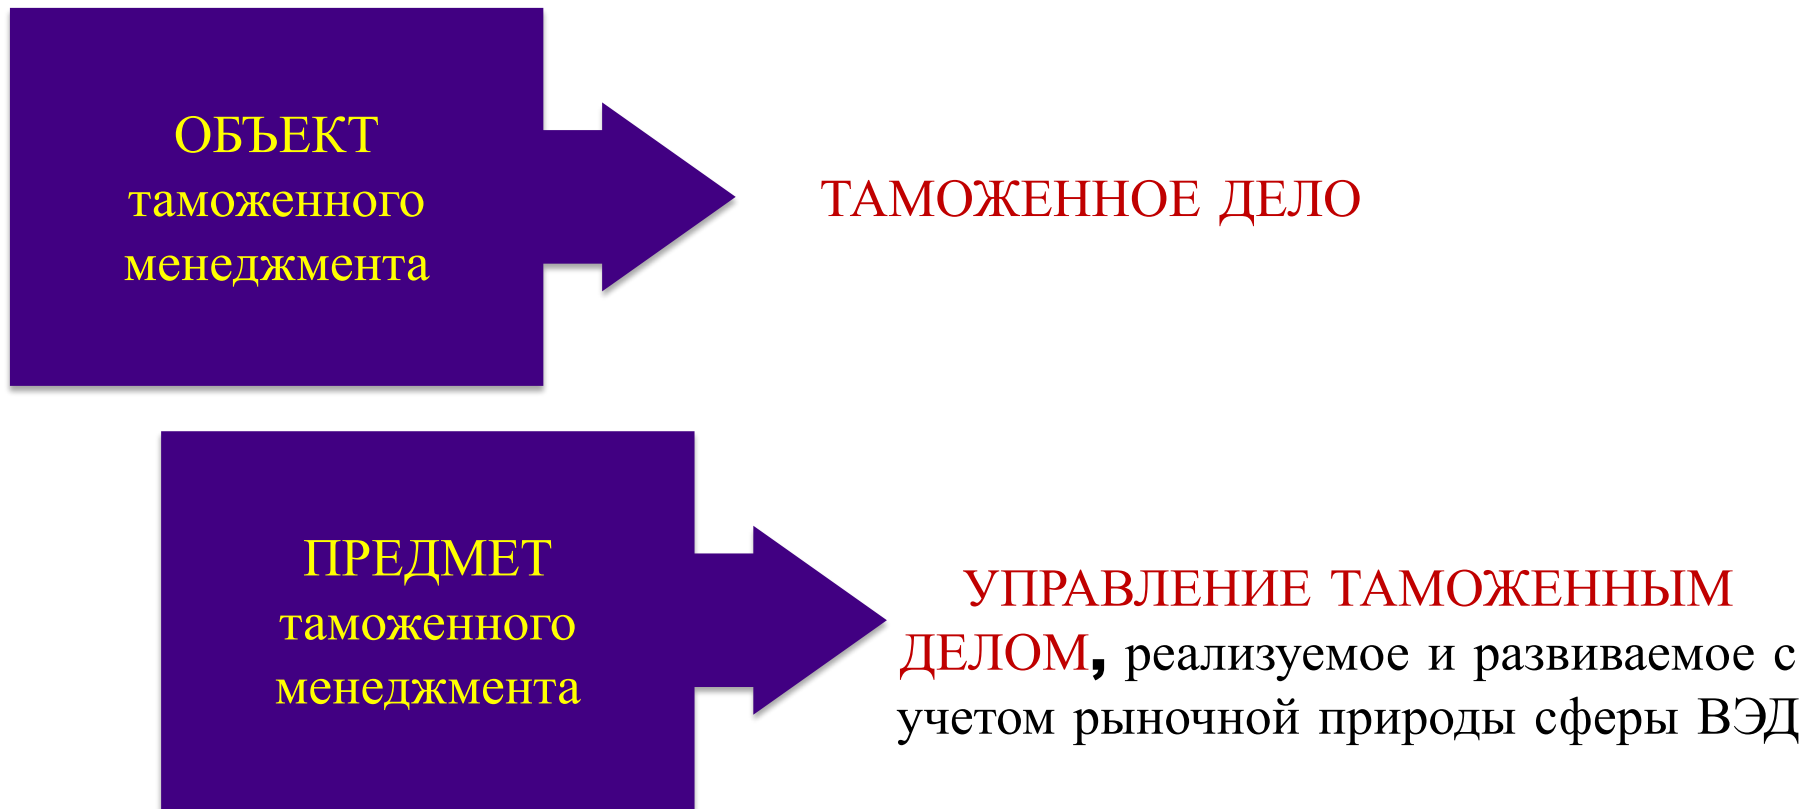 ОБЪЕКТ
таможенного
менеджмента
ТАМОЖЕННОЕ ДЕЛО
ПРЕДМЕТ
таможенного
менеджмента
УПРАВЛЕНИЕ ТАМОЖЕННЫМ
ДЕЛОМ, реализуемое и развиваемое с
учетом рыночной природы сферы ВЭД